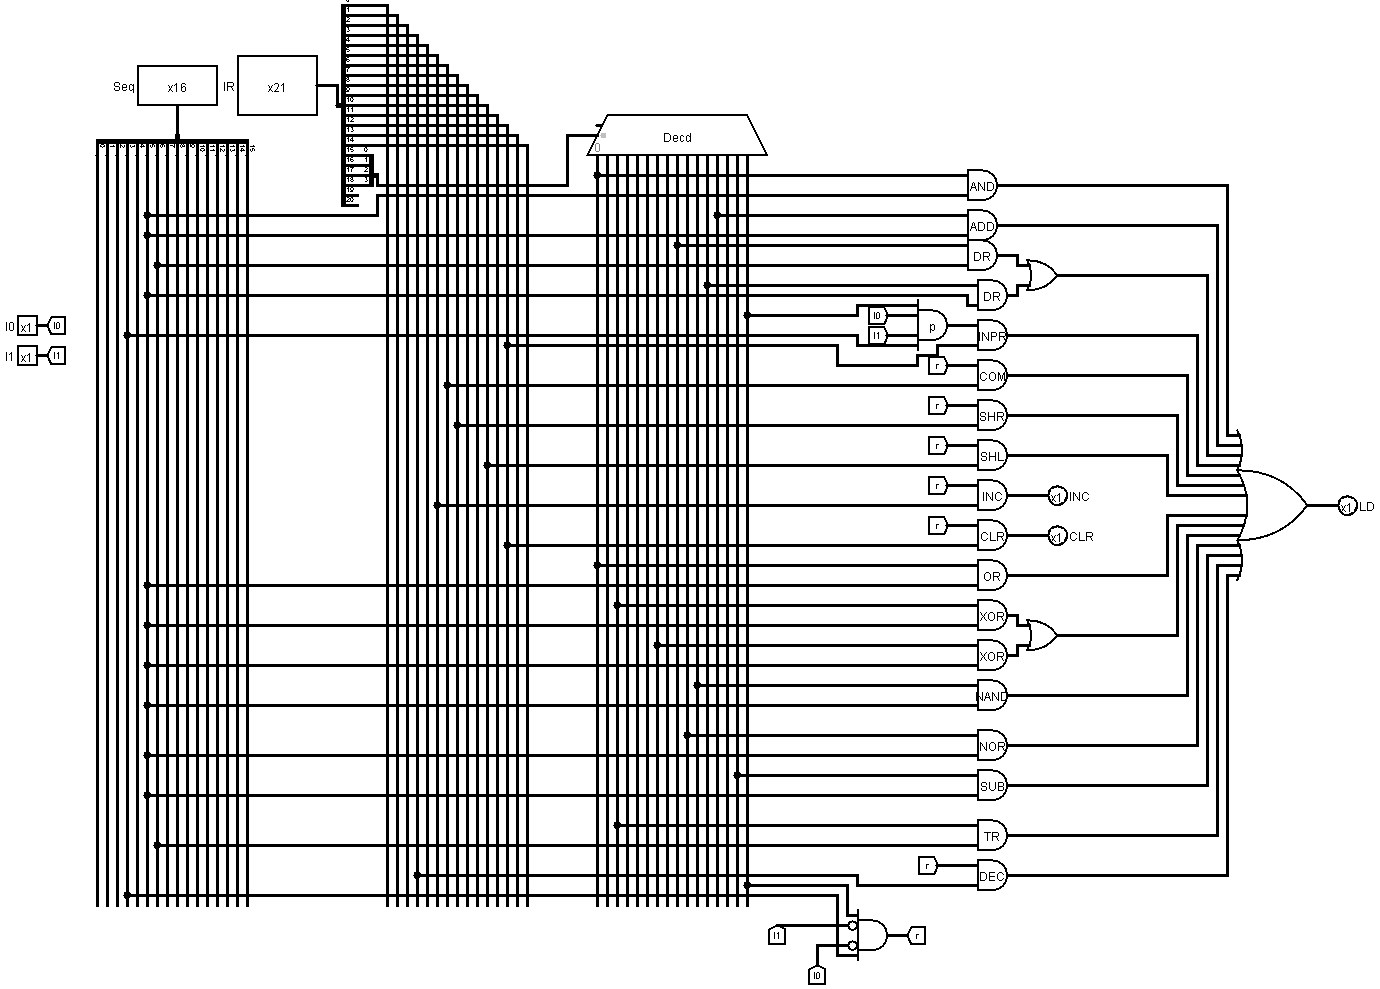 Seq x16
IR x21
0 1 2 3 4 5 6 7 8 9 10 11 12 13 14 15
1
2
3
4
5
6
7
8
9
10
11
12
13
14
15 0
16 1
17 2
18 3
19
20
Decd
0
AND
ADD
DR
DR
I0 x1 I0
I1 x1 I1
I0
I1
p
INPR
r
COM
r
SHR
r
SHL
r
INC
x1 INC
r
CLR
x1 CLR
x1 LD
OR
XOR
XOR
NAND
NOR
SUB
TR
r
DEC
I1
r
I0